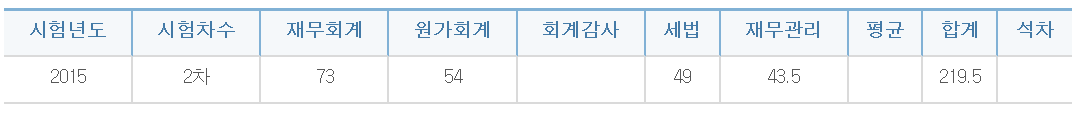 시험년도 시험차수 재무회계 원가회계 회계감사 세법 재무관리 평균 합계 석차
2015 2차 73 54 49 43.5 219.5